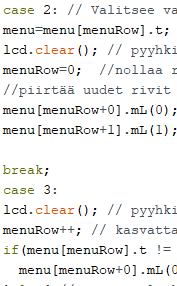 case 2: // Valitsee va
menu=menu[menuRow].t;
lcd.clear(); // pyyhki
menuRow=0;  //nollaa r
//piirtää uudet rivit
menu[menuRow+0].mL(0);
menu[menuRow+1].mL(1);

break;
case 3:
lcd.clear(); // pyyhki
menuRow++; // kasvatta
if(menu[menuRow].t !=
  menu[menuRow+0].mL(0